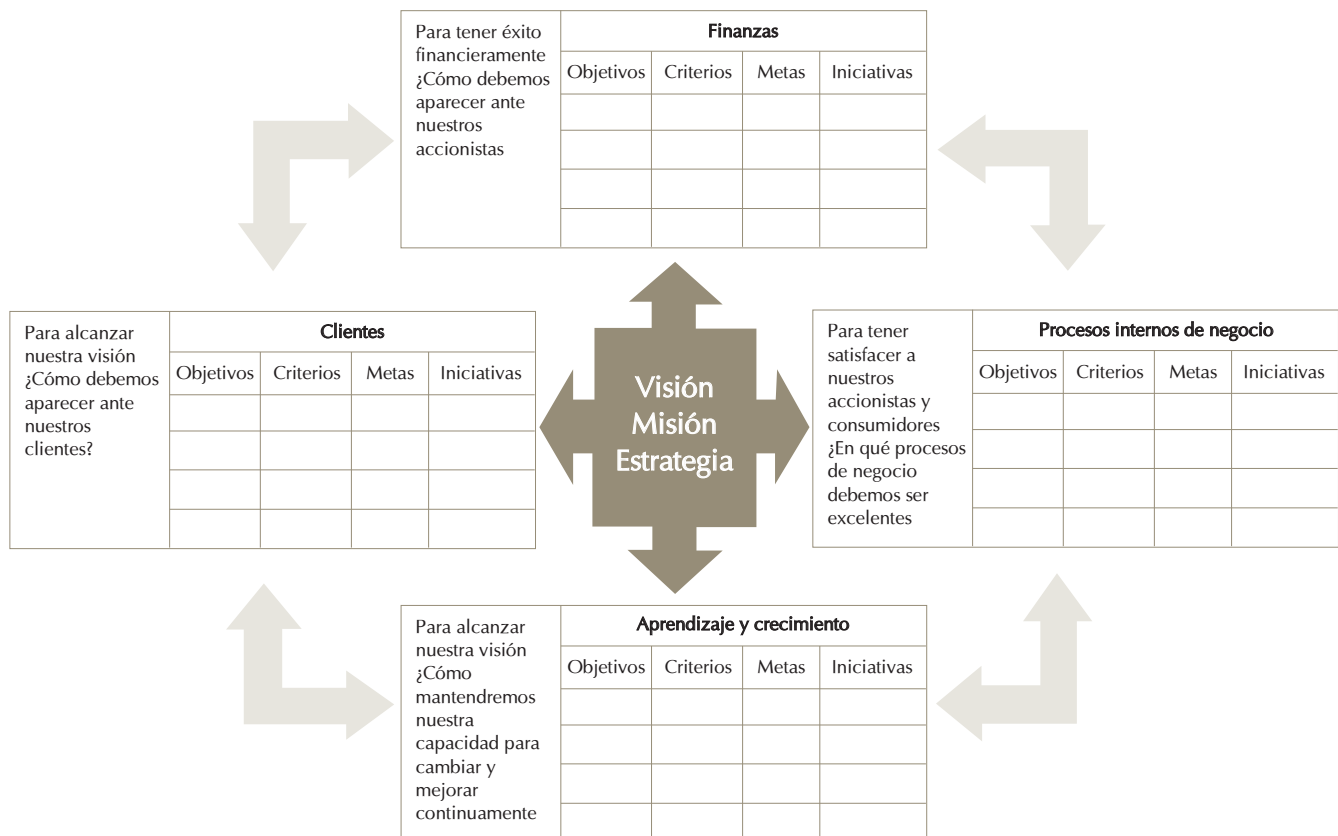 Para tener éxito
financieramente
¿Cómo debemos
aparecer ante
nuestros
accionistas
Finanzas
Objetivos Criterios Metas Iniciativas
Para alcanzar
nuestra visión
¿Cómo debemos
aparecer ante
nuestros
clientes?
Clientes
Objetivos Criterios Metas Iniciativas
Visión
Misión
Estrategia
Para tener
satisfacer a
nuestros
accionistas y
consumidores
¿En qué procesos
de negocio
debemos ser
excelentes
Procesos internos de negocio
Objetivos Criterios Metas Iniciativas
Para alcanzar
nuestra visión
¿Cómo
mantendremos
nuestra
capacidad para
cambiar y
mejorar
continuamente
Aprendizaje y crecimiento
Objetivos Criterios Metas Iniciativas